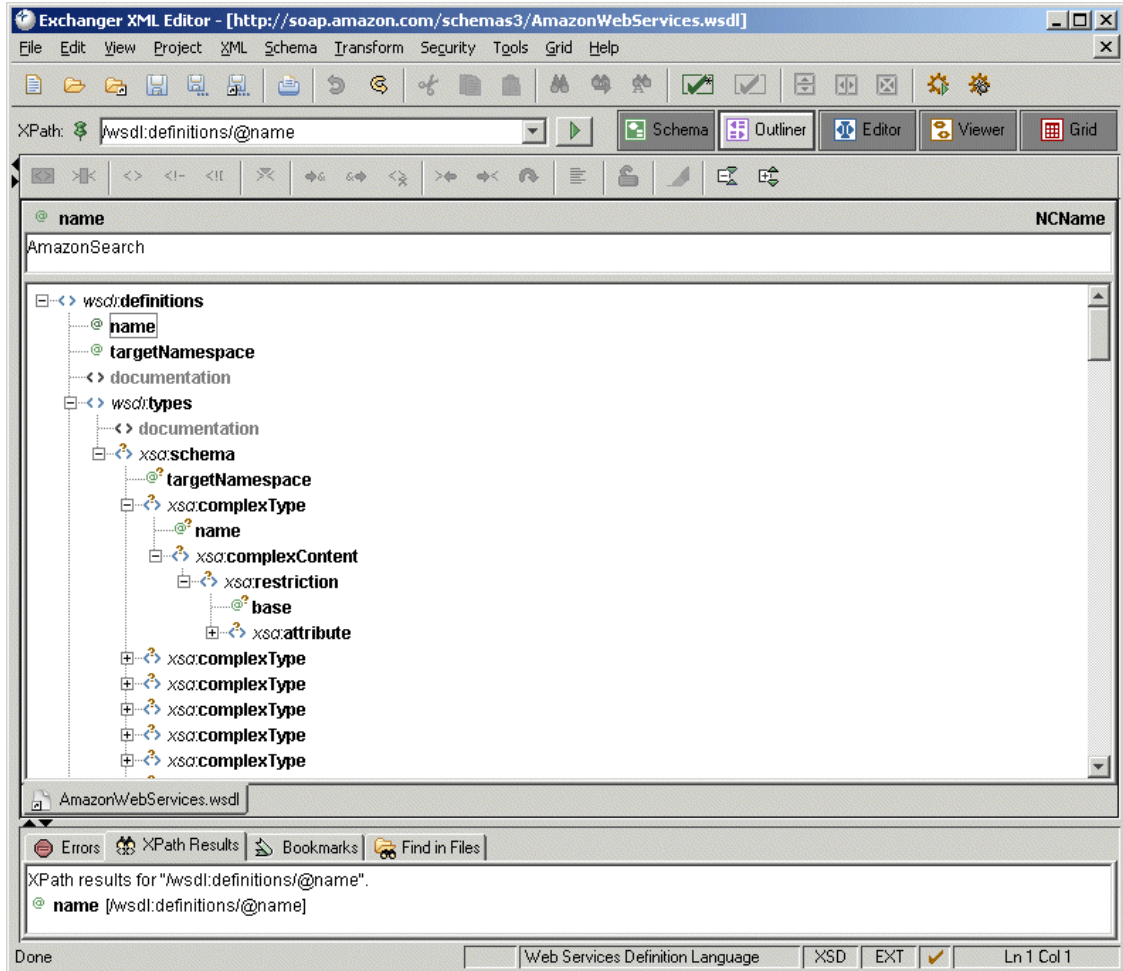 Exchanger XML Editor - [http://soap.amazon.com/schemas3/AmazonWebServices.wsdl]
File Edit View Project XML Schema Transform Security Tools Grid Help
XPath: /wsdl:definitions/@name Schema Outliner Editor Viewer Grid
@ name NCName
AmazonSearch
wsdl:definitions
@ name
@ targetNamespace
documentation
wsdl:types
documentation
xsd:schema
@? targetNamespace
xsd:complexType
@? name
xsd:complexContent
xsd:restriction
@? base
xsd:attribute
xsd:complexType
xsd:complexType
xsd:complexType
xsd:complexType
xsd:complexType
AmazonWebServices.wsdl
Errors XPath Results Bookmarks Find in Files
XPath results for "/wsdl:definitions/@name".
@ name [/wsdl:definitions/@name]
Done Web Services Definition Language XSD EXT Ln 1 Col 1